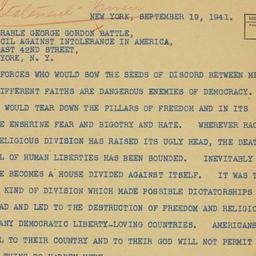 Statement
NEW YORK, SEPTEMBER 19, 1941.
RABLE GEORGE GORDON BATTLE,
CIL AGAINST INTOLERANCE IN AMERICA,
AST 42ND STREET,
YORK, N. Y.
FORCES WHO WOULD SOW THE SEEDS OF DISCORD BETWEEN ME
IFFERENT FAITHS ARE DANGEROUS ENEMIES OF DEMOCRACY.
WOULD TEAR DOWN THE PILLARS OF FREEDOM AND IN ITS
E ENSHRINE FEAR AND BIGOTRY AND HATE. WHEREVER RAC
ELIGIOUS DIVISION HAS RAISED ITS UGLY HEAD, THE DEAT
L OF HUMAN LIBERTIES HAS BEEN SOUNDED. INEVITABLY
E BECOMES A HOUSE DIVIDED AGAINST ITSELF. IT WAS T
KIND OF DIVISION WHICH MADE POSSIBLE DICTATORSHIPS
AD AND LED TO THE DESTRUCTION OF FREEDOM AND RELIGIO
ANY DEMOCRATIC LIBERTY-LOVING COUNTRIES. AMERICANS
L TO THEIR COUNTRY AND TO THEIR GOD WILL NOT PERMIT